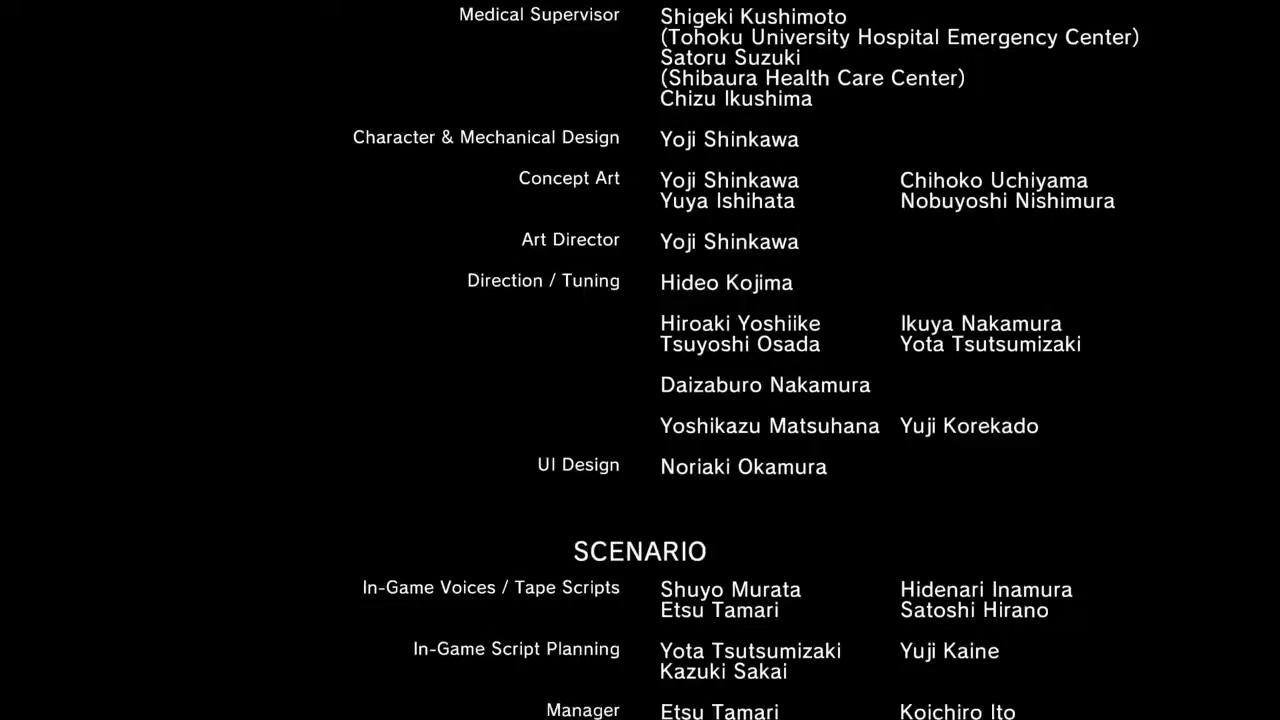 Medical Supervisor Shigeki Kushimoto
(Tohoku University Hospital Emergency Center)
Satoru Suzuki
(Shibaura Health Care Center)
Chizu Ikushima
Character & Mechanical Design Yoji Shinkawa
Concept Art Yoji Shinkawa Chihoko Uchiyama
Yuya Ishihata Nobuyoshi Nishimura
Art Director Yoji Shinkawa
Direction / Tuning Hideo Kojima
Hiroaki Yoshiike Ikuya Nakamura
Tsuyoshi Osada Yota Tsutsumizaki
Daizaburo Nakamura
Yoshikazu Matsuhana Yuji Korekado
UI Design Noriaki Okamura
SCENARIO
In-Game Voices / Tape Scripts Shuyo Murata Hidenari Inamura
Etsu Tamari Satoshi Hirano
In-Game Script Planning Yota Tsutsumizaki Yuji Kaine
Kazuki Sakai
Manager Etsu Tamari Koichiro Ito